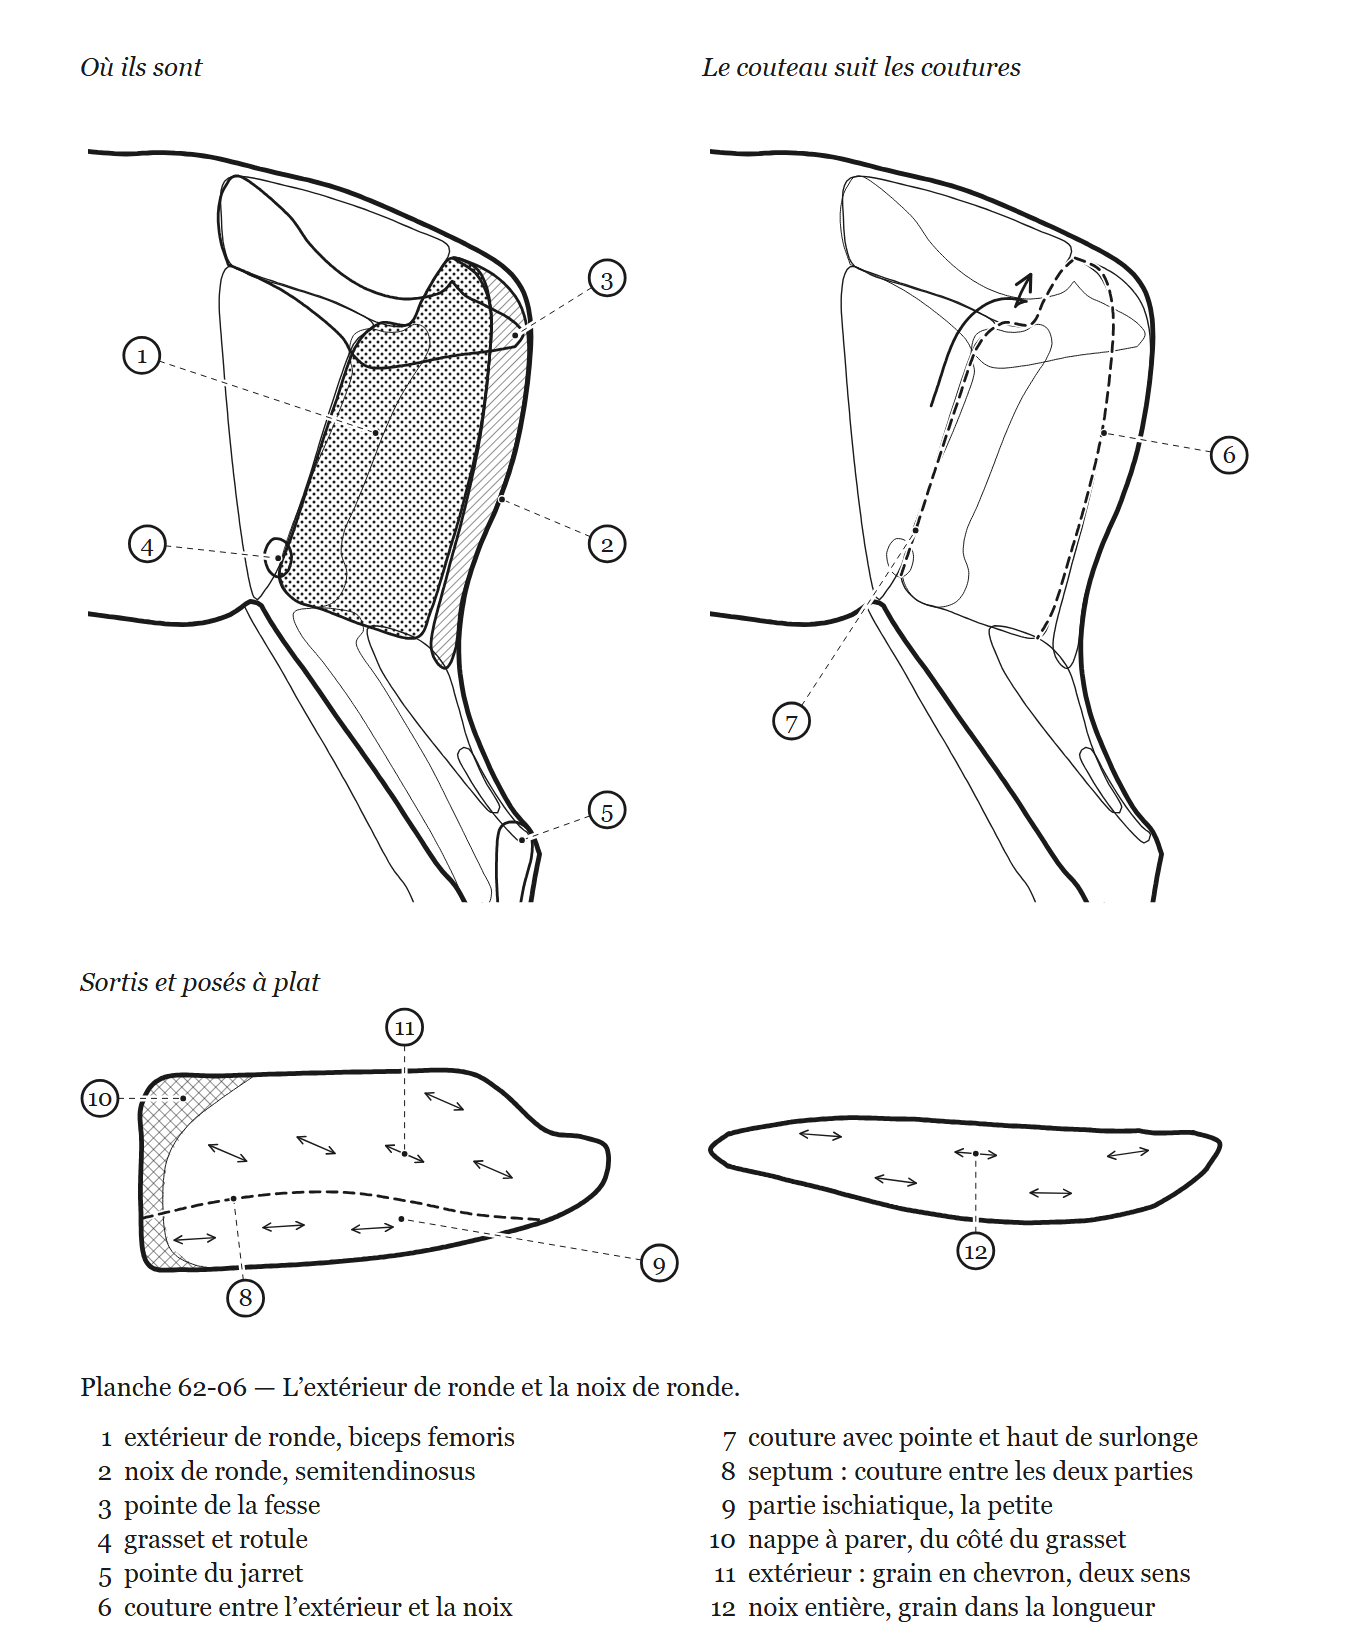 Où ils sont
Le couteau suit les coutures
3
1
6
4
2
7
5
Sortis et posés à plat
11
10
12
9
8
Planche 62-06 — L’extérieur de ronde et la noix de ronde.
1 extérieur de ronde, biceps femoris
2 noix de ronde, semitendinosus
3 pointe de la fesse
4 grasset et rotule
5 pointe du jarret
6 couture entre l’extérieur et la noix
7 couture avec pointe et haut de surlonge
8 septum : couture entre les deux parties
9 partie ischiatique, la petite
10 nappe à parer, du côté du grasset
11 extérieur : grain en chevron, deux sens
12 noix entière, grain dans la longueur